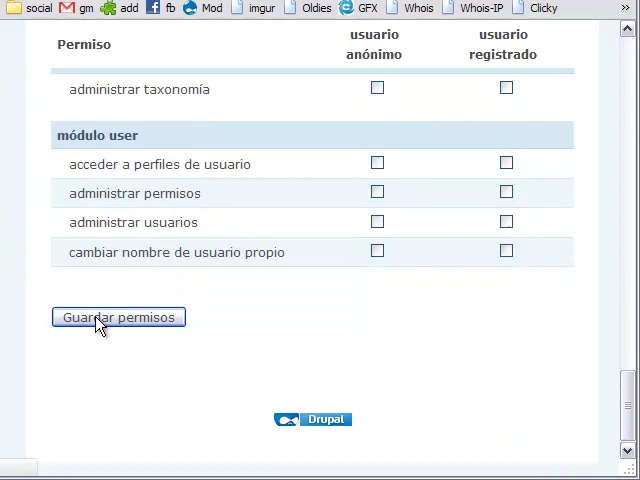 social gm add fb Mod imgur Oldies GFX Whois Whois-IP Clicky »
Permiso
usuario anónimo
usuario registrado
administrar taxonomía
módulo user
acceder a perfiles de usuario
administrar permisos
administrar usuarios
cambiar nombre de usuario propio
Guardar permisos
Drupal